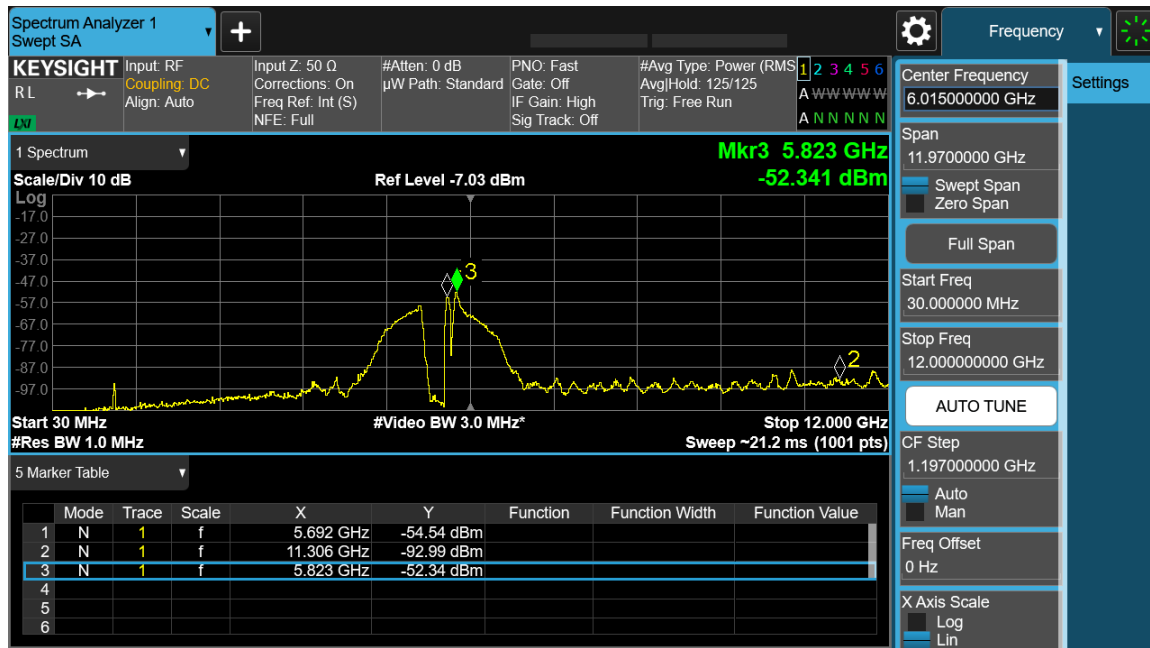 Spectrum Analyzer 1
Swept SA
+
Frequency
KEYSIGHT
R L
LXI
Input: RF
Coupling: DC
Align: Auto
Input Z: 50 Ω
Corrections: On
Freq Ref: Int (S)
NFE: Full
#Atten: 0 dB
µW Path: Standard
PNO: Fast
Gate: Off
IF Gain: High
Sig Track: Off
#Avg Type: Power (RMS
Avg|Hold: 125/125
Trig: Free Run
1 2 3 4 5 6
A W W W W W
A N N N N N
1 Spectrum
Mkr3 5.823 GHz
Scale/Div 10 dB
Ref Level -7.03 dBm
-52.341 dBm
Log
-17.0
-27.0
-37.0
-47.0
-57.0
-67.0
-77.0
-87.0
-97.0
3
2
Start 30 MHz
#Video BW 3.0 MHz*
Stop 12.000 GHz
#Res BW 1.0 MHz
Sweep ~21.2 ms (1001 pts)
5 Marker Table
Mode Trace Scale X Y Function Function Width Function Value
1 N 1 f 5.692 GHz -54.54 dBm
2 N 1 f 11.306 GHz -92.99 dBm
3 N 1 f 5.823 GHz -52.34 dBm
4
5
6
Center Frequency
6.015000000 GHz
Span
11.9700000 GHz
Swept Span
Zero Span
Full Span
Start Freq
30.000000 MHz
Stop Freq
12.000000000 GHz
AUTO TUNE
CF Step
1.197000000 GHz
Auto
Man
Freq Offset
0 Hz
X Axis Scale
Log
Lin
Settings